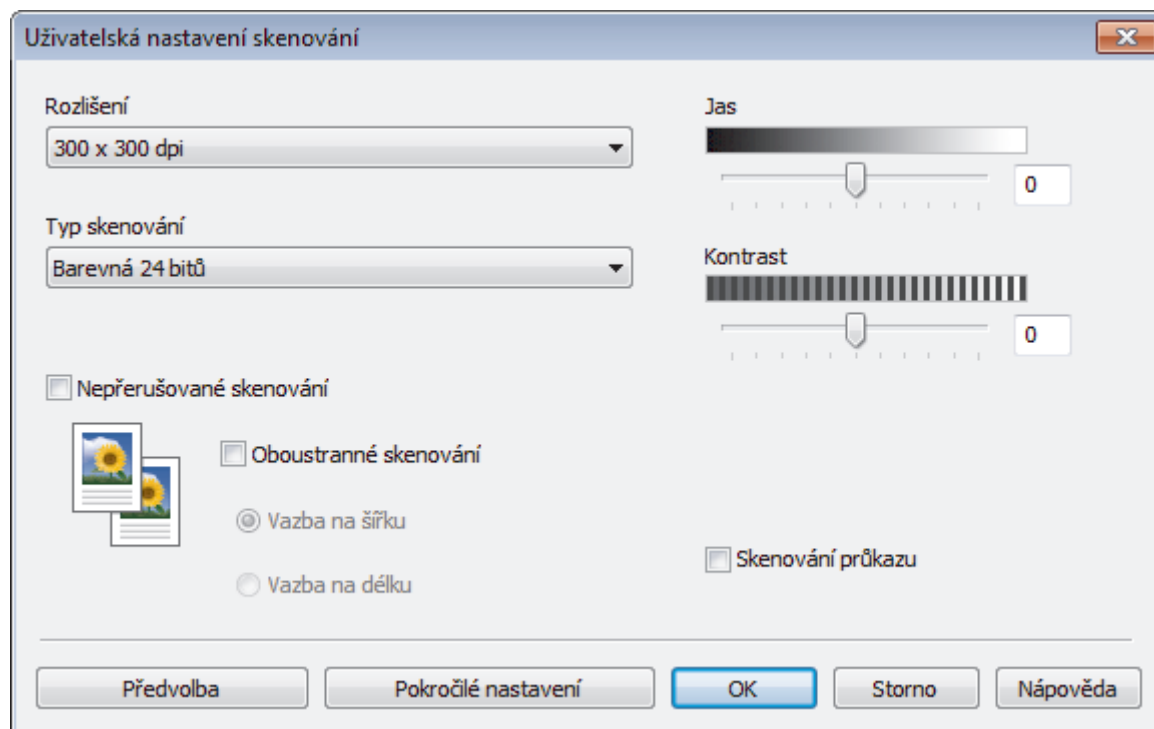 Uživatelská nastavení skenování
Rozlišení
300 x 300 dpi
Typ skenování
Barevná 24 bitů
Jas
0
Kontrast
0
Nepřerušované skenování
Oboustranné skenování
Vazba na šířku
Vazba na délku
Skenování průkazu
Předvolba
Pokročilé nastavení
OK
Storno
Nápověda